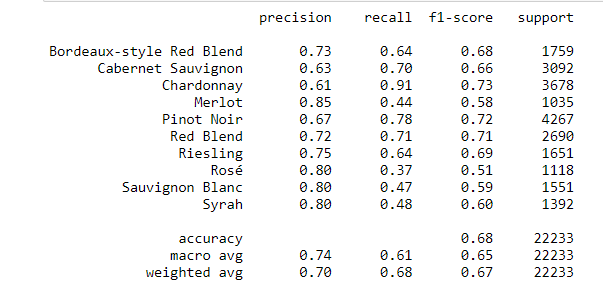 precision recall f1-score support
Bordeaux-style Red Blend 0.73 0.64 0.68 1759
Cabernet Sauvignon 0.63 0.70 0.66 3092
Chardonnay 0.61 0.91 0.73 3678
Merlot 0.85 0.44 0.58 1035
Pinot Noir 0.67 0.78 0.72 4267
Red Blend 0.72 0.71 0.71 2690
Riesling 0.75 0.64 0.69 1651
Rosé 0.80 0.37 0.51 1118
Sauvignon Blanc 0.80 0.47 0.59 1551
Syrah 0.80 0.48 0.60 1392
accuracy 0.68 22233
macro avg 0.74 0.61 0.65 22233
weighted avg 0.70 0.68 0.67 22233